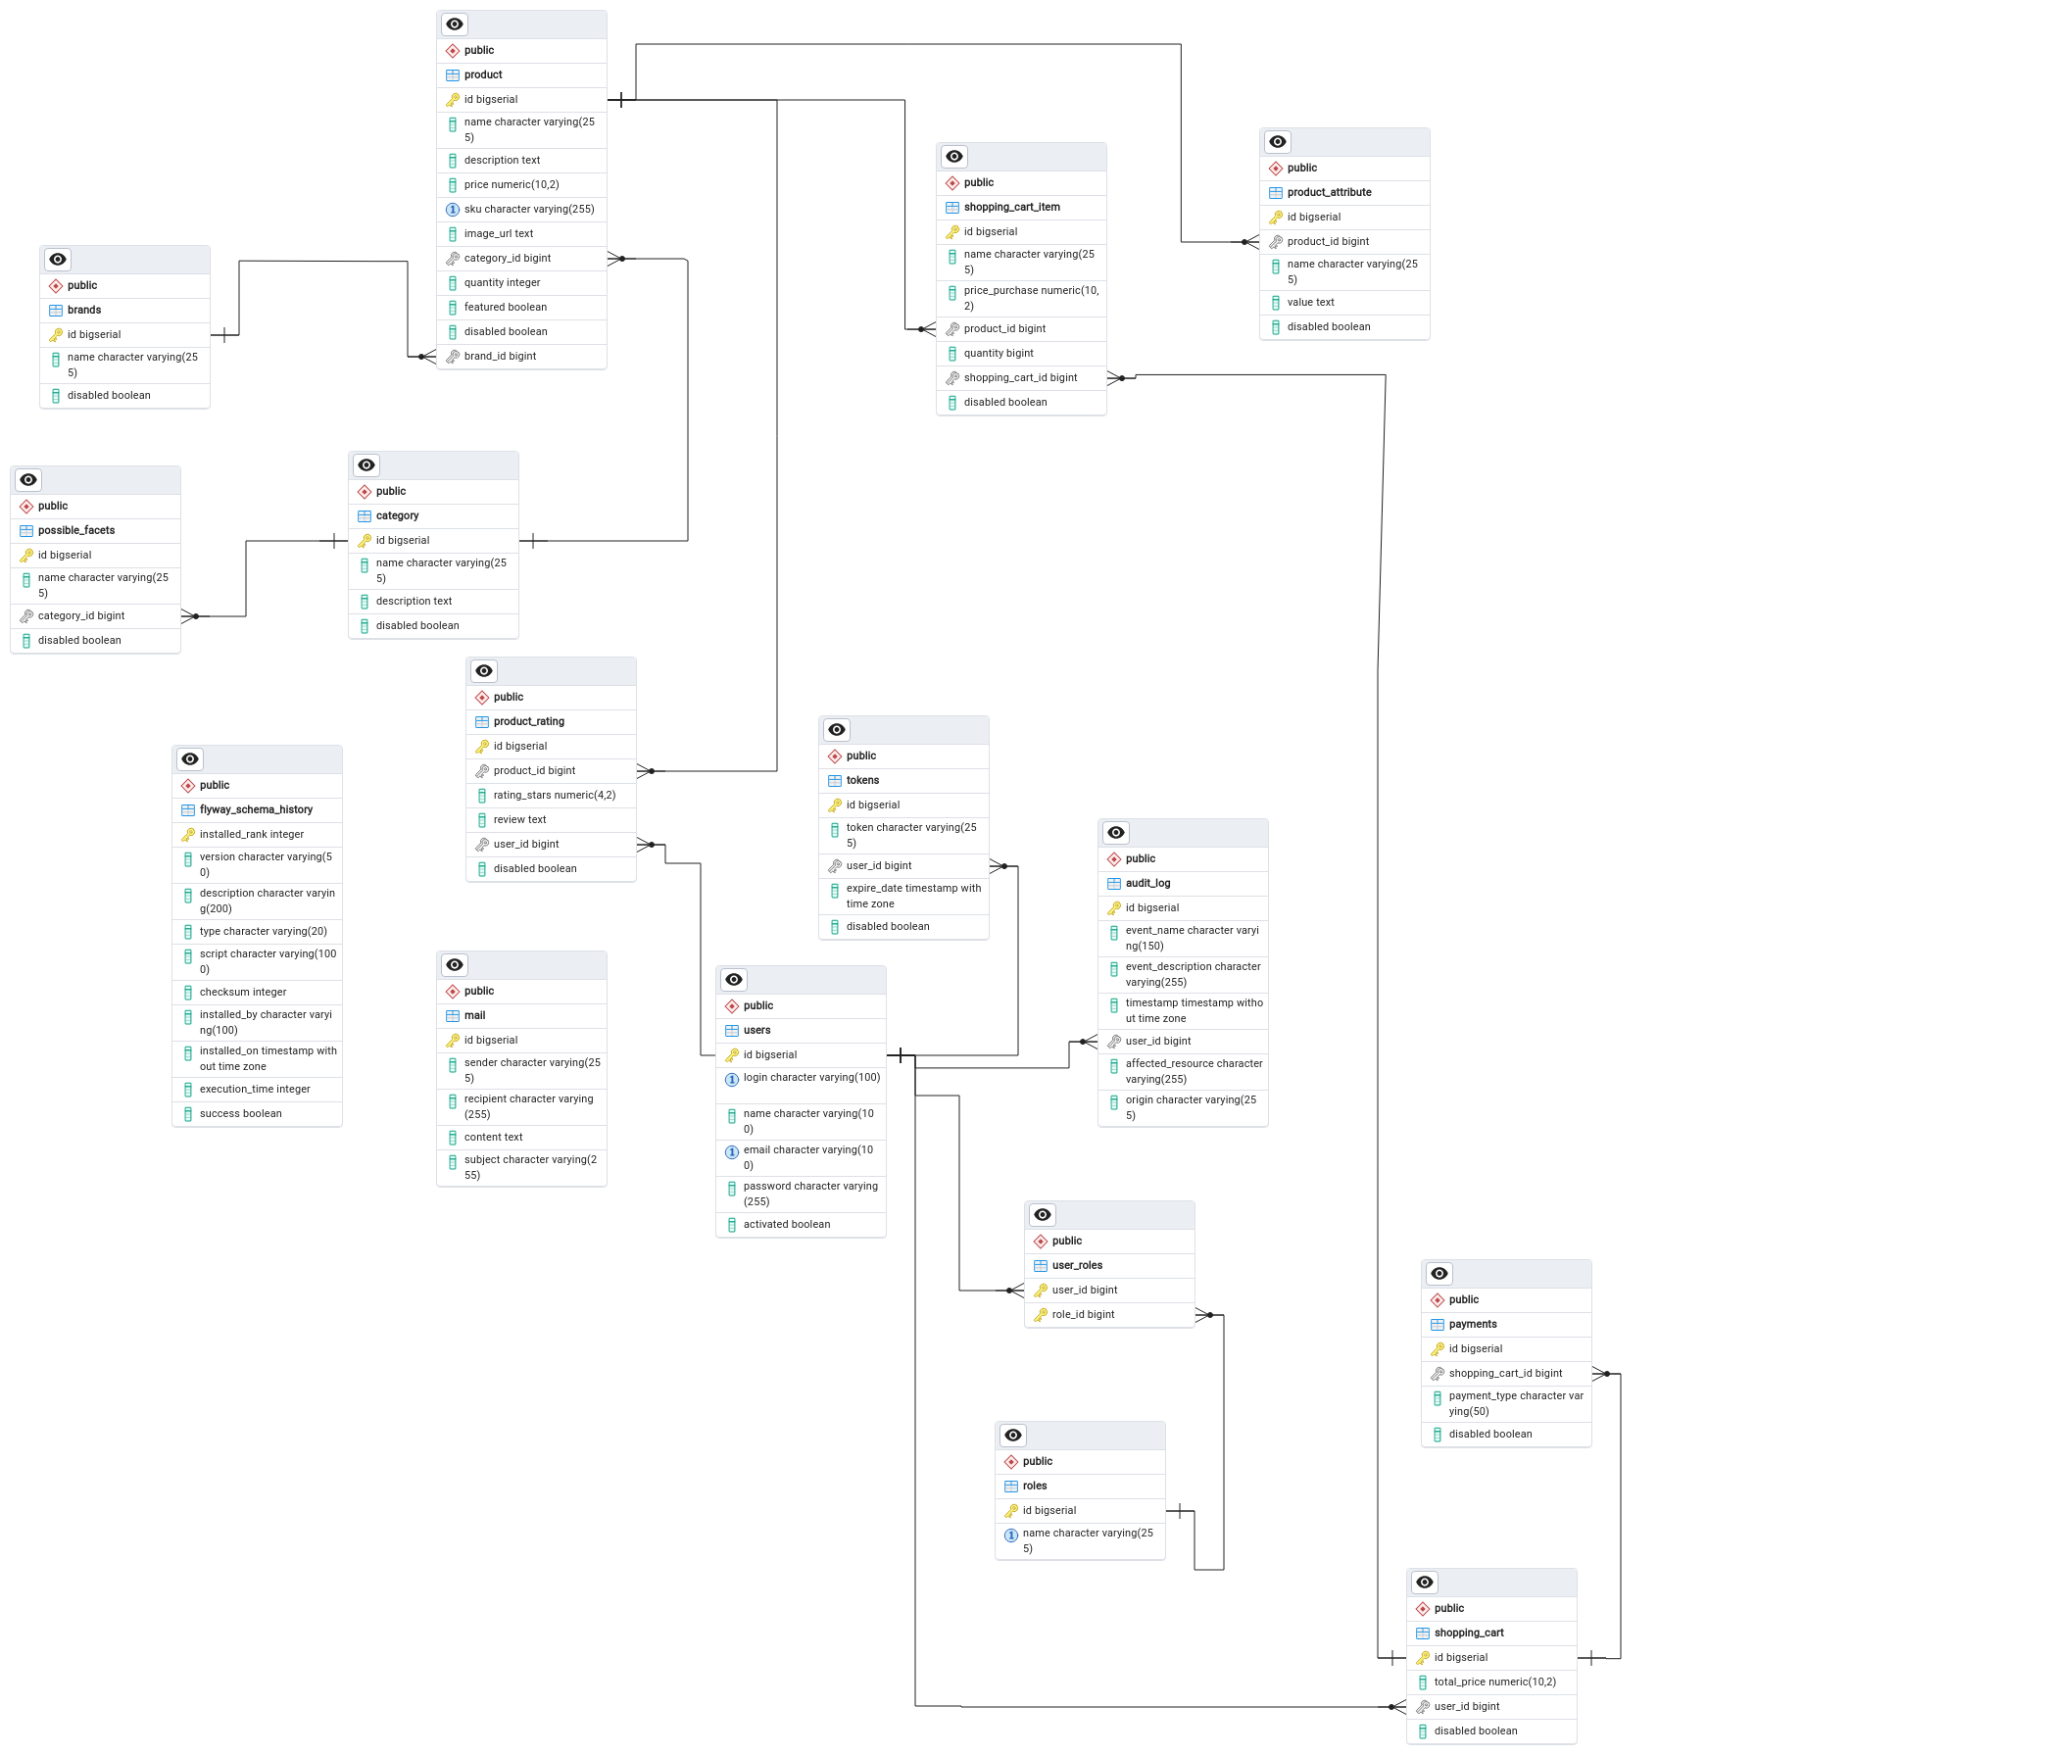 public
product
id bigserial
name character varying(25
5)
description text
price numeric(10,2)
1 sku character varying(255)
image_url text
category_id bigint
quantity integer
featured boolean
disabled boolean
brand_id bigint
public
product_attribute
id bigserial
product_id bigint
name character varying(25
5)
value text
disabled boolean
public
shopping_cart_item
id bigserial
name character varying(25
5)
price_purchase numeric(10,
2)
product_id bigint
quantity bigint
shopping_cart_id bigint
disabled boolean
public
brands
id bigserial
name character varying(25
5)
disabled boolean
public
category
id bigserial
name character varying(25
5)
description text
disabled boolean
public
possible_facets
id bigserial
name character varying(25
5)
category_id bigint
disabled boolean
public
product_rating
id bigserial
product_id bigint
rating_stars numeric(4,2)
review text
user_id bigint
disabled boolean
public
tokens
id bigserial
token character varying(25
5)
user_id bigint
expire_date timestamp with
time zone
disabled boolean
public
flyway_schema_history
installed_rank integer
version character varying(5
0)
description character varyin
g(200)
type character varying(20)
script character varying(100
0)
checksum integer
installed_by character varyi
ng(100)
installed_on timestamp with
out time zone
execution_time integer
success boolean
public
audit_log
id bigserial
event_name character varyi
ng(150)
event_description character
varying(255)
timestamp timestamp witho
ut time zone
user_id bigint
affected_resource character
varying(255)
origin character varying(25
5)
public
mail
id bigserial
sender character varying(25
5)
recipient character varying
(255)
content text
subject character varying(2
55)
public
users
id bigserial
1 login character varying(100)
name character varying(10
0)
1 email character varying(10
0)
password character varying
(255)
activated boolean
public
user_roles
user_id bigint
role_id bigint
public
payments
id bigserial
shopping_cart_id bigint
payment_type character var
ying(50)
disabled boolean
public
roles
id bigserial
1 name character varying(25
5)
public
shopping_cart
id bigserial
total_price numeric(10,2)
user_id bigint
disabled boolean